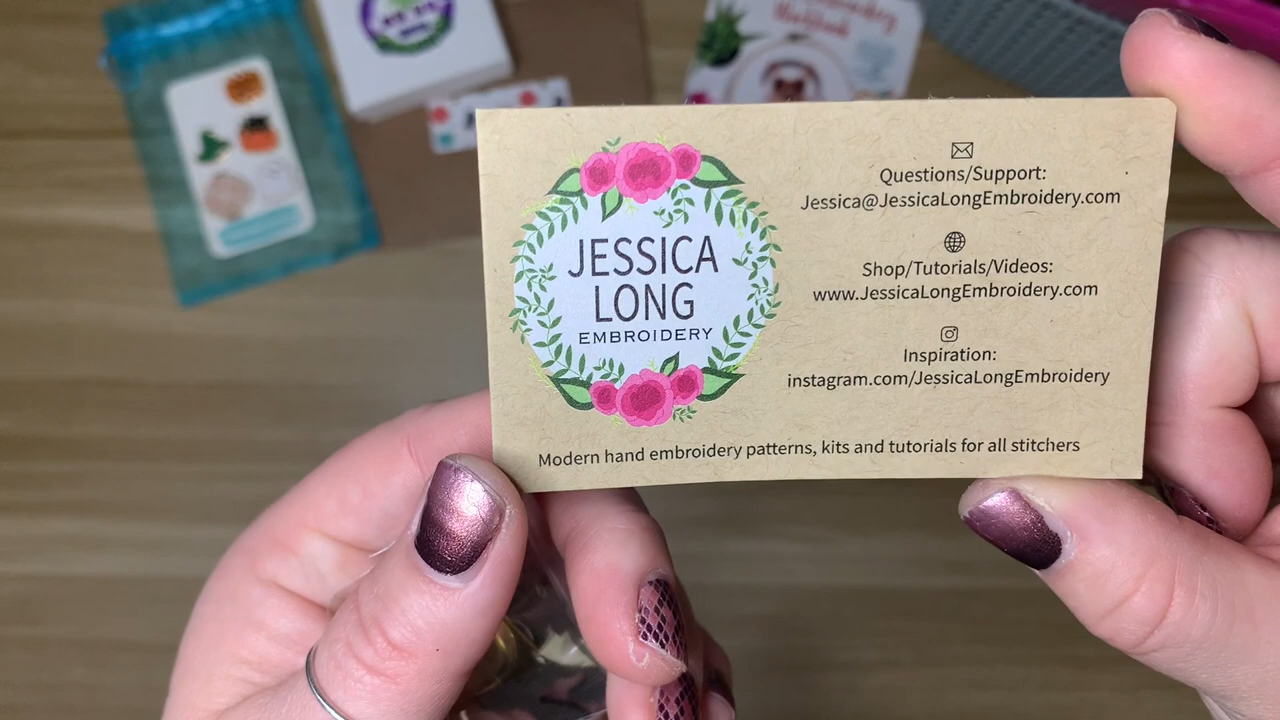 JESSICA
LONG
EMBROIDERY
Questions/Support:
Jessica@JessicaLongEmbroidery.com
Shop/Tutorials/Videos:
www.JessicaLongEmbroidery.com
Inspiration:
instagram.com/JessicaLongEmbroidery
Modern hand embroidery patterns, kits and tutorials for all stitchers